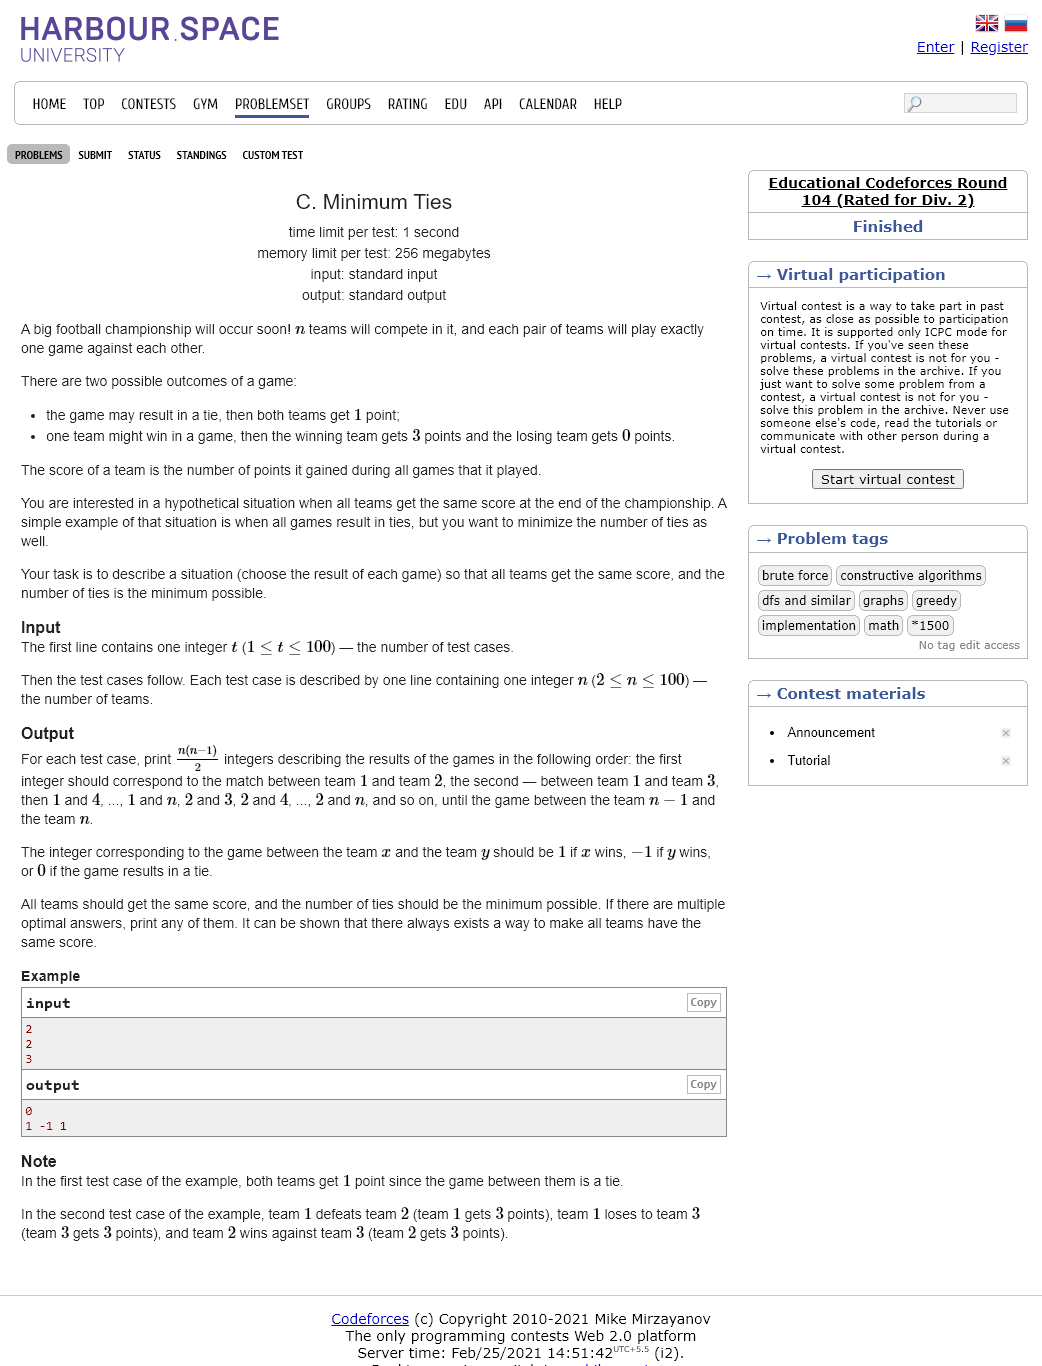 HARBOUR.SPACE
UNIVERSITY
Enter | Register
HOME TOP CONTESTS GYM PROBLEMSET GROUPS RATING EDU API CALENDAR HELP
PROBLEMS SUBMIT STATUS STANDINGS CUSTOM TEST
C. Minimum Ties
time limit per test: 1 second
memory limit per test: 256 megabytes
input: standard input
output: standard output
A big football championship will occur soon! n teams will compete in it, and each pair of teams will play exactly
one game against each other.
There are two possible outcomes of a game:
• the game may result in a tie, then both teams get 1 point;
• one team might win in a game, then the winning team gets 3 points and the losing team gets 0 points.
The score of a team is the number of points it gained during all games that it played.
You are interested in a hypothetical situation when all teams get the same score at the end of the championship. A
simple example of that situation is when all games result in ties, but you want to minimize the number of ties as
well.
Your task is to describe a situation (choose the result of each game) so that all teams get the same score, and the
number of ties is the minimum possible.
Input
The first line contains one integer t (1 ≤ t ≤ 100) — the number of test cases.
Then the test cases follow. Each test case is described by one line containing one integer n (2 ≤ n ≤ 100) —
the number of teams.
Output
For each test case, print n(n−1)/2 integers describing the results of the games in the following order: the first
integer should correspond to the match between team 1 and team 2, the second — between team 1 and team 3,
then 1 and 4, ..., 1 and n, 2 and 3, 2 and 4, ..., 2 and n, and so on, until the game between the team n − 1 and
the team n.
The integer corresponding to the game between the team x and the team y should be 1 if x wins, −1 if y wins,
or 0 if the game results in a tie.
All teams should get the same score, and the number of ties should be the minimum possible. If there are multiple
optimal answers, print any of them. It can be shown that there always exists a way to make all teams have the
same score.
Example
input
Copy
2
2
3
output
Copy
0
1 -1 1
Note
In the first test case of the example, both teams get 1 point since the game between them is a tie.
In the second test case of the example, team 1 defeats team 2 (team 1 gets 3 points), team 1 loses to team 3
(team 3 gets 3 points), and team 2 wins against team 3 (team 2 gets 3 points).
Educational Codeforces Round
104 (Rated for Div. 2)
Finished
→ Virtual participation
Virtual contest is a way to take part in past
contest, as close as possible to participation
on time. It is supported only ICPC mode for
virtual contests. If you've seen these
problems, a virtual contest is not for you -
solve these problems in the archive. If you
just want to solve some problem from a
contest, a virtual contest is not for you -
solve this problem in the archive. Never use
someone else's code, read the tutorials or
communicate with other person during a
virtual contest.
Start virtual contest
→ Problem tags
brute force constructive algorithms
dfs and similar graphs greedy
implementation math *1500
No tag edit access
→ Contest materials
• Announcement
• Tutorial
Codeforces (c) Copyright 2010-2021 Mike Mirzayanov
The only programming contests Web 2.0 platform
Server time: Feb/25/2021 14:51:42UTC+5.5 (i2).